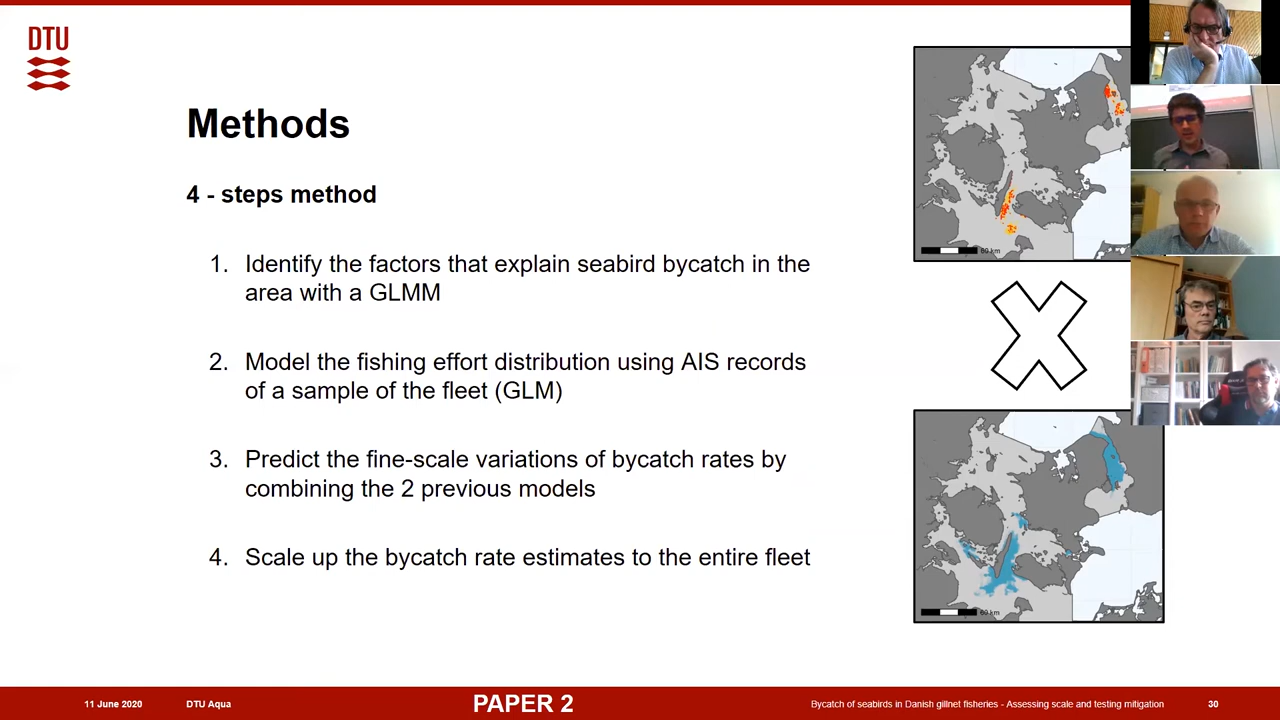 DTU
Methods
4 - steps method
1. Identify the factors that explain seabird bycatch in the
area with a GLMM
2. Model the fishing effort distribution using AIS records
of a sample of the fleet (GLM)
3. Predict the fine-scale variations of bycatch rates by
combining the 2 previous models
4. Scale up the bycatch rate estimates to the entire fleet
60 km
60 km
11 June 2020
DTU Aqua
PAPER 2
Bycatch of seabirds in Danish gillnet fisheries - Assessing scale and testing mitigation
30